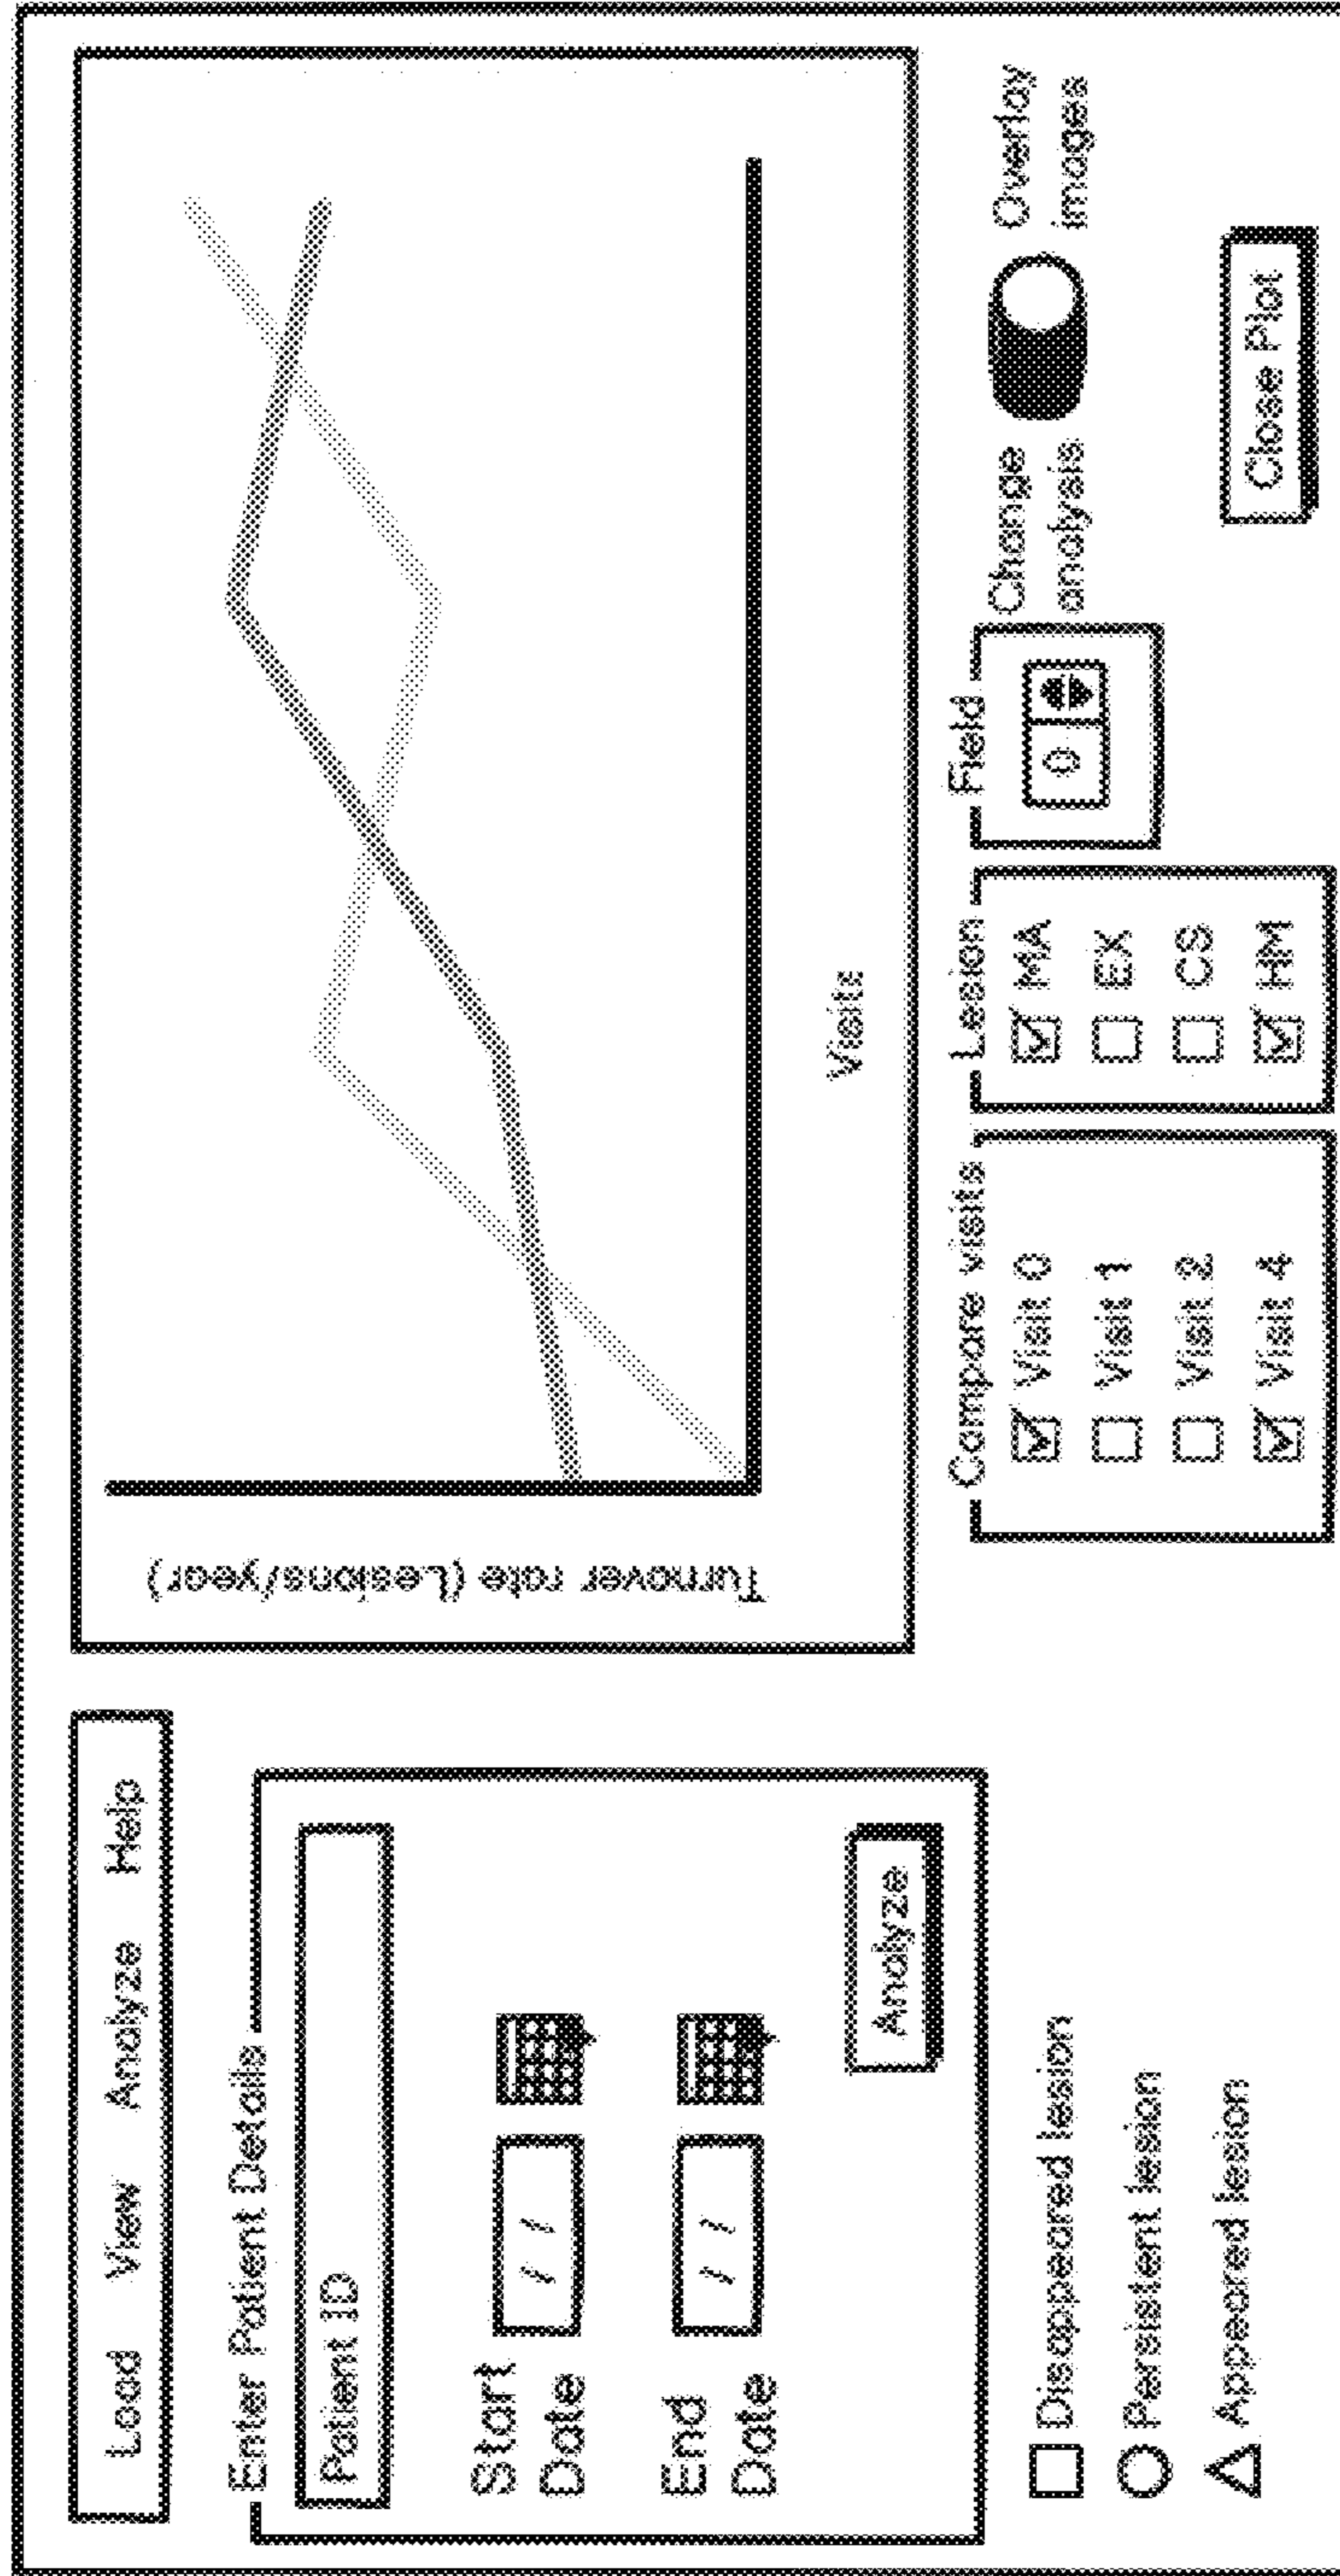 Load View Analyze Help
Enter Patient Details
Patient ID
Start
Date
/ /
End
Date
/ /
Analyze
Disappeared lesion
Persistent lesion
Appeared lesion
Turnover rate (Lesions/year)
Visits
Compare visits
Visit 0
Visit 1
Visit 2
Visit 4
Lesion
MA
EX
CS
HM
Field
0
Change
analysis
Overlay
images
Close Plot